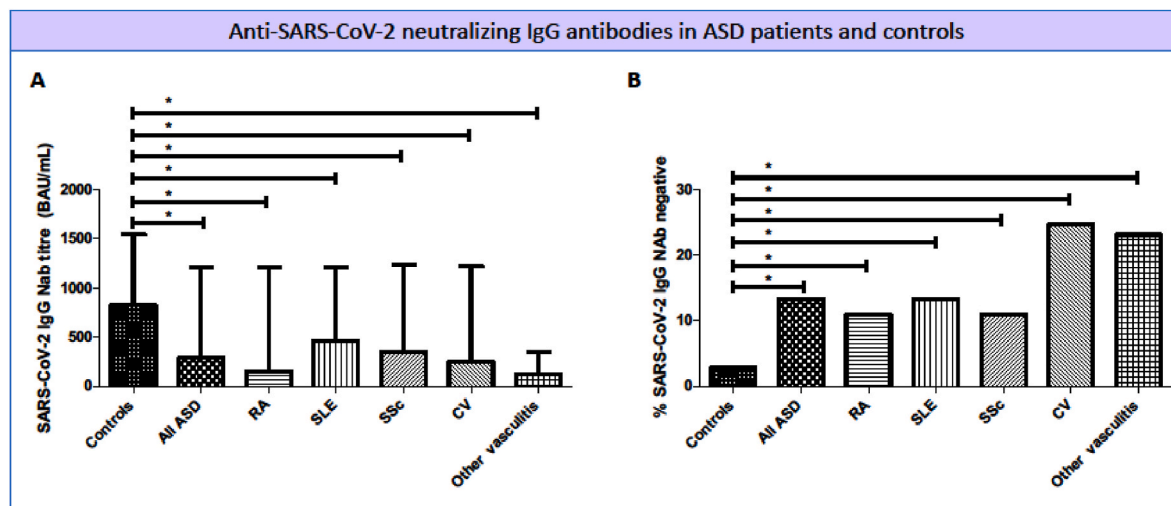 Anti-SARS-CoV-2 neutralizing IgG antibodies in ASD patients and controls
A
*
*
*
*
*
*
SARS-CoV-2 IgG Nab titre (BAU/mL)
2000
1500
1000
500
0
Controls
All ASD
RA
SLE
SSc
CV
Other vasculitis
B
*
*
*
*
*
*
% SARS-CoV-2 IgG NAb negative
30
20
10
0
Controls
All ASD
RA
SLE
SSc
CV
Other vasculitis